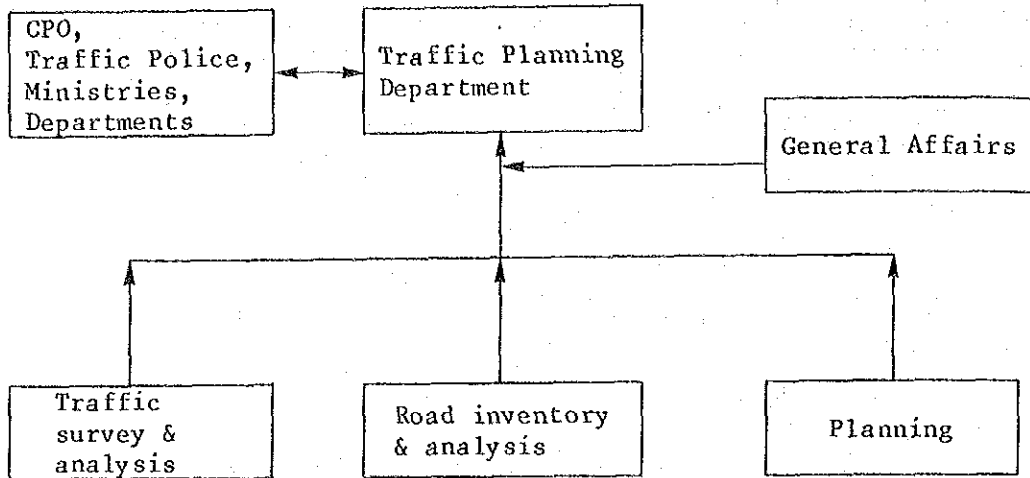 CPO,
Traffic Police,
Ministries,
Departments
Traffic Planning
Department
General Affairs
Traffic
survey &
analysis
Road inventory
& analysis
Planning